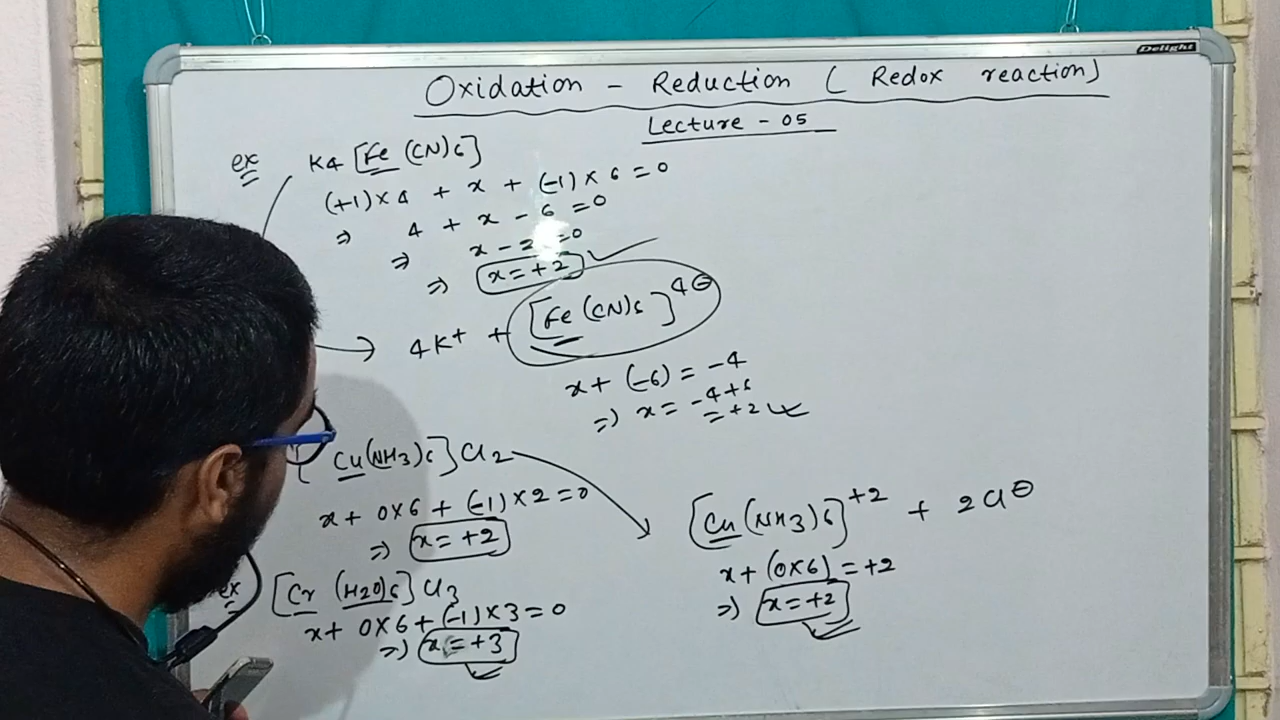 Delight
Oxidation - Reduction ( Redox reaction)
Lecture - 05
ex K4 [Fe (CN)6]
(+1)×4 + x + (-1)×6 =0
⇒ 4 + x - 6 =0
⇒ x - 2 =0
⇒ x=+2
4K+ + [Fe (CN)6]4⊖
x+ (-6) = -4
⇒ x= -4+6
= +2
[Cu(NH3)6]Cl2
x+ 0×6 + (-1)×2 =0
⇒ x= +2
[Cu(NH3)6]+2 + 2Cl⊖
x+ (0×6) = +2
⇒ x=+2
ex [Cr (H2O)6] Cl3
x+ 0×6 + (-1)×3 =0
⇒ x=+3